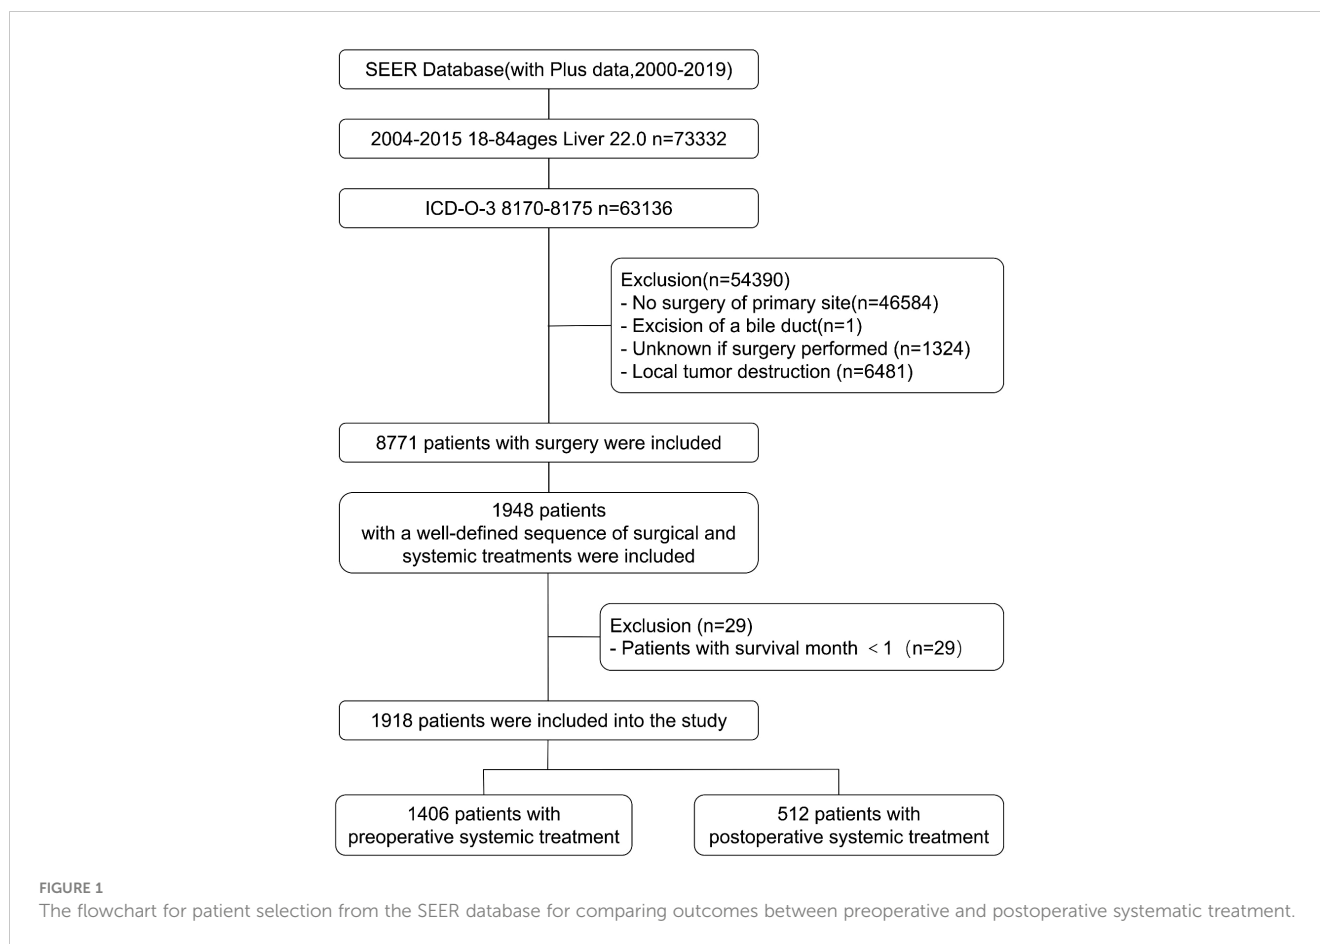 SEER Database(with Plus data,2000-2019)
2004-2015 18-84ages Liver 22.0 n=73332
ICD-O-3 8170-8175 n=63136
Exclusion(n=54390)
- No surgery of primary site(n=46584)
- Excision of a bile duct(n=1)
- Unknown if surgery performed (n=1324)
- Local tumor destruction (n=6481)
8771 patients with surgery were included
1948 patients
with a well-defined sequence of surgical and
systemic treatments were included
Exclusion (n=29)
- Patients with survival month ＜1（n=29）
1918 patients were included into the study
1406 patients with
preoperative systemic treatment
512 patients with
postoperative systemic treatment
FIGURE 1
The flowchart for patient selection from the SEER database for comparing outcomes between preoperative and postoperative systematic treatment.